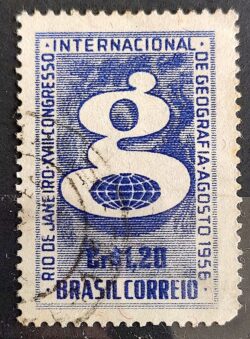 RIO DE JANEIRO-XVIII-CONGRESSO
INTERNACIONAL
DE GEOGRAFIA-AGOSTO 1956
g
Cr$1,20
BRASIL CORREIO